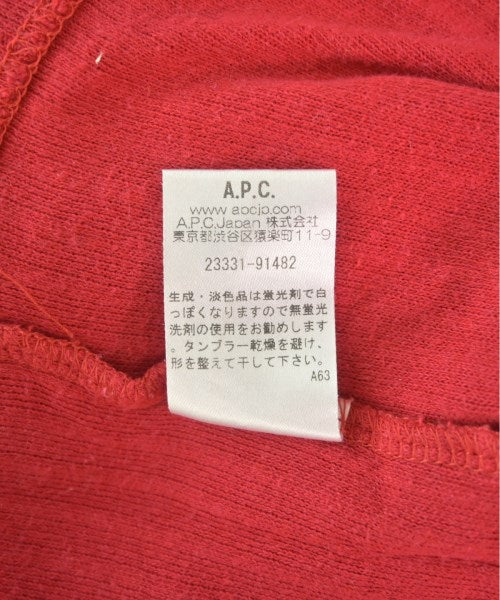 A.P.C.
www.apcjp.com
A.P.C.Japan 株式会社
東京都渋谷区猿楽町11-9
23331-91482
生成・淡色品は蛍光剤で白
っぽくなりますので無蛍光
洗剤の使用をお勧めします
。タンブラー乾燥を避け、
形を整えて干して下さい。
A63